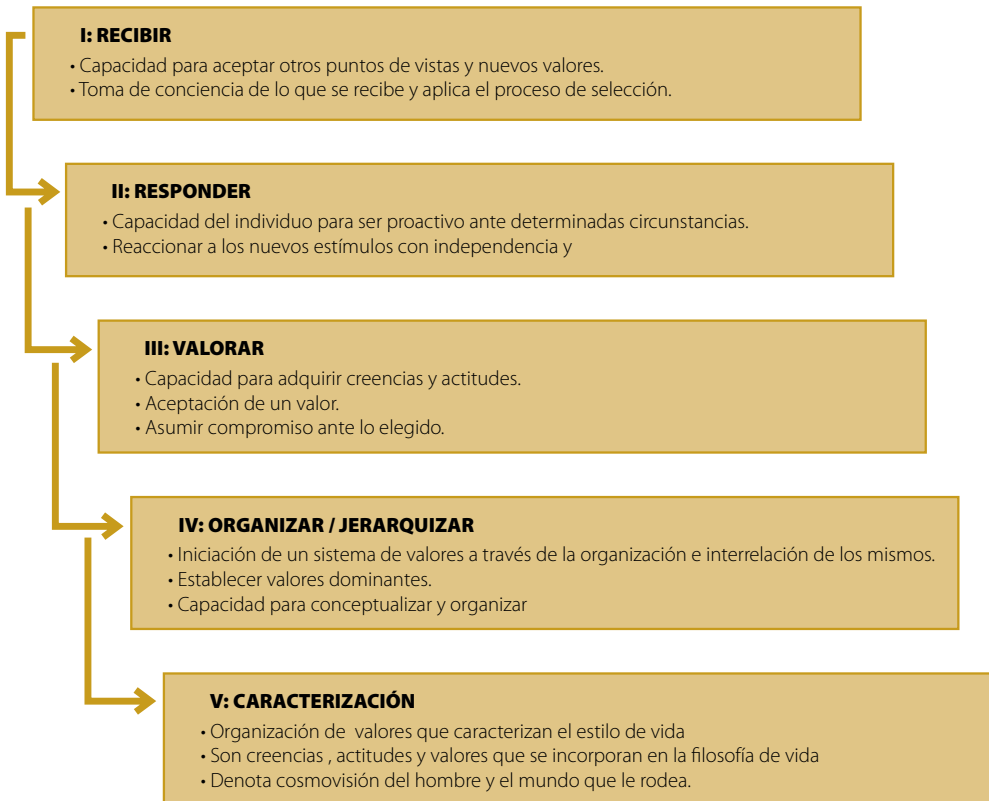 I: RECIBIR
• Capacidad para aceptar otros puntos de vistas y nuevos valores.
• Toma de conciencia de lo que se recibe y aplica el proceso de selección.
II: RESPONDER
• Capacidad del individuo para ser proactivo ante determinadas circunstancias.
• Reaccionar a los nuevos estímulos con independencia y
III: VALORAR
• Capacidad para adquirir creencias y actitudes.
• Aceptación de un valor.
• Asumir compromiso ante lo elegido.
IV: ORGANIZAR / JERARQUIZAR
• Iniciación de un sistema de valores a través de la organización e interrelación de los mismos.
• Establecer valores dominantes.
• Capacidad para conceptualizar y organizar
V: CARACTERIZACIÓN
• Organización de valores que caracterizan el estilo de vida
• Son creencias , actitudes y valores que se incorporan en la filosofía de vida
• Denota cosmovisión del hombre y el mundo que le rodea.